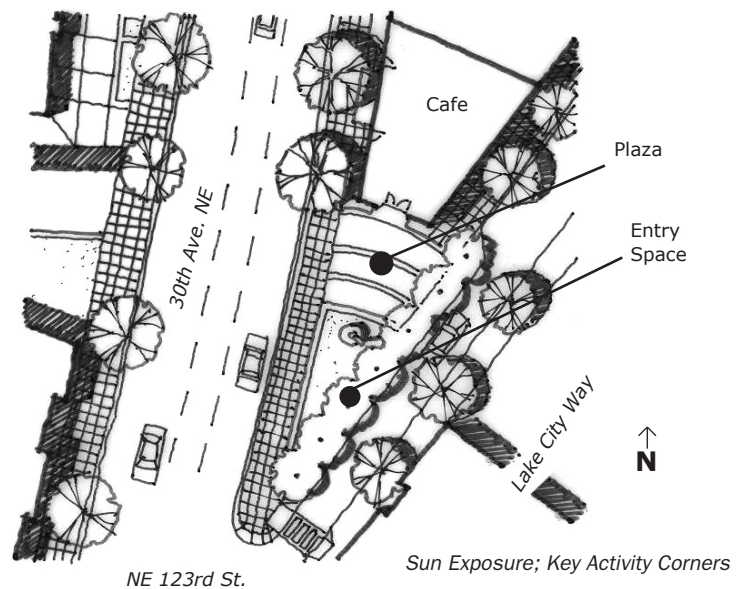 Cafe
Plaza
Entry
Space
30th Ave. NE
Lake City Way
N
Sun Exposure; Key Activity Corners
NE 123rd St.